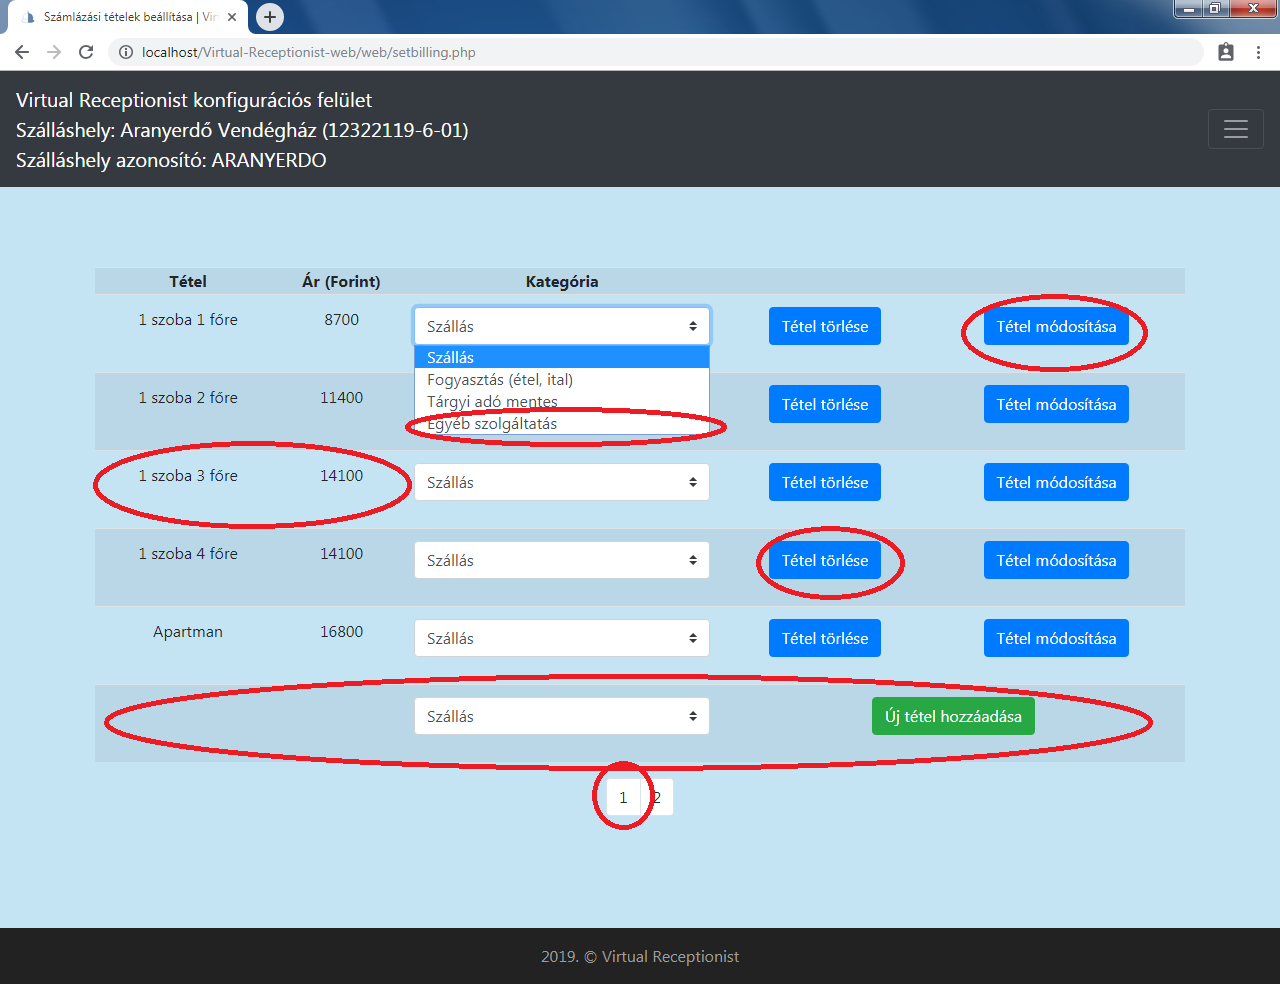 Számlázási tételek beállítása | Vir
localhost/Virtual-Receptionist-web/web/setbilling.php
Virtual Receptionist konfigurációs felület
Szálláshely: Aranyerdő Vendégház (12322119-6-01)
Szálláshely azonosító: ARANYERDO
Tétel Ár (Forint) Kategória
1 szoba 1 főre 8700 Szállás Tétel törlése Tétel módosítása
Szállás
Fogyasztás (étel, ital)
Tárgyi adó mentes
Egyéb szolgáltatás
1 szoba 2 főre 11400 Tétel törlése Tétel módosítása
1 szoba 3 főre 14100 Szállás Tétel törlése Tétel módosítása
1 szoba 4 főre 14100 Szállás Tétel törlése Tétel módosítása
Apartman 16800 Szállás Tétel törlése Tétel módosítása
Szállás Új tétel hozzáadása
1 2
2019. © Virtual Receptionist